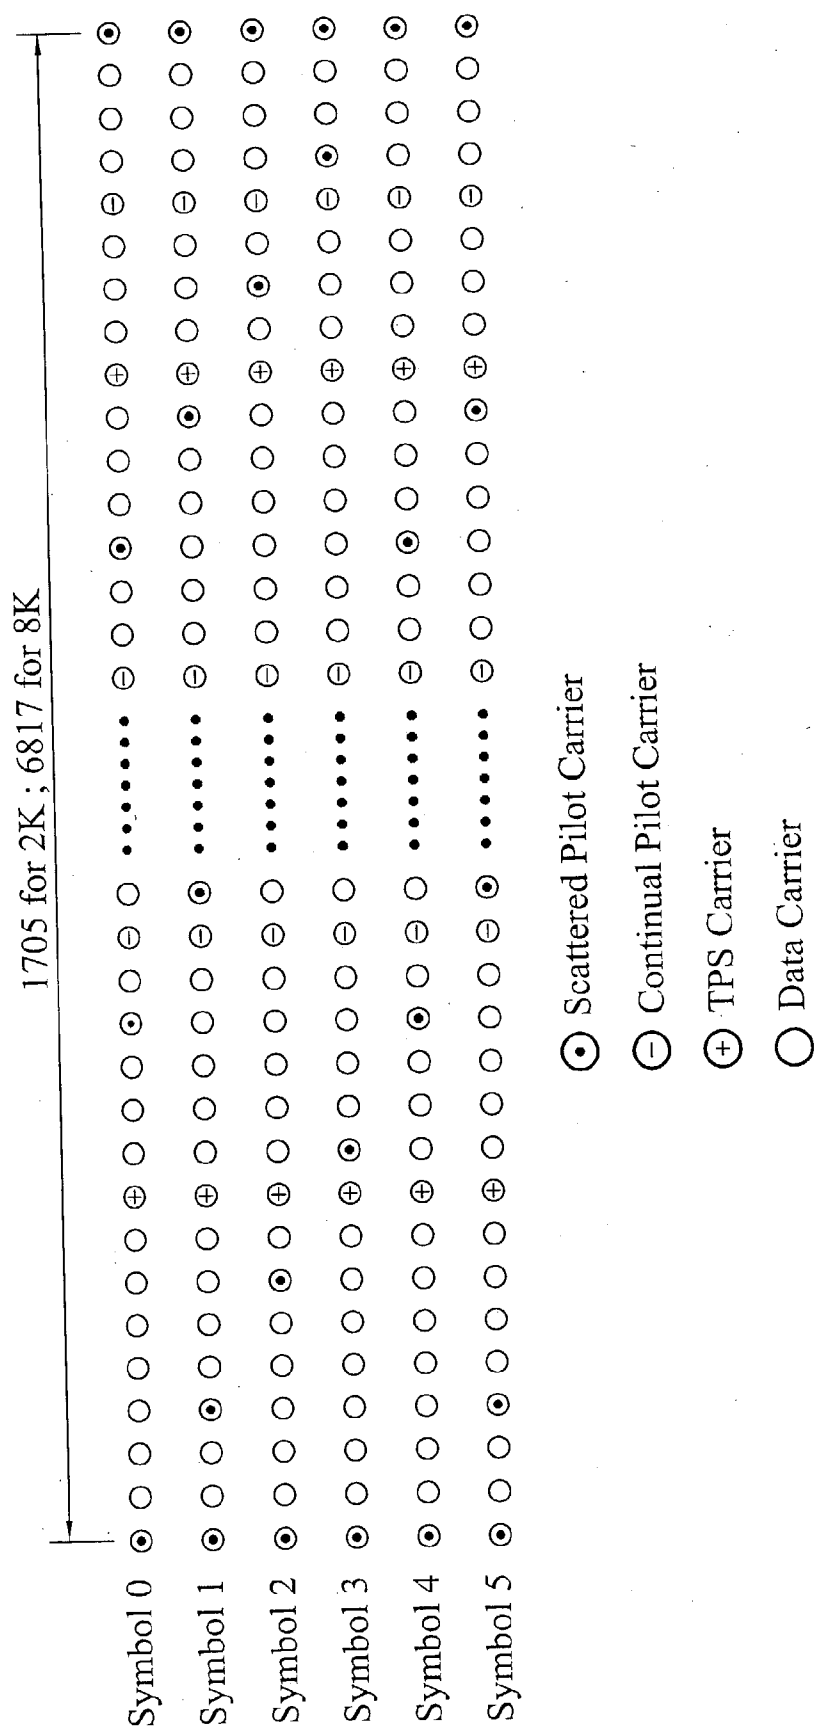 1705 for 2K ; 6817 for 8K
Symbol 0
Symbol 1
Symbol 2
Symbol 3
Symbol 4
Symbol 5
Scattered Pilot Carrier
Continual Pilot Carrier
TPS Carrier
Data Carrier